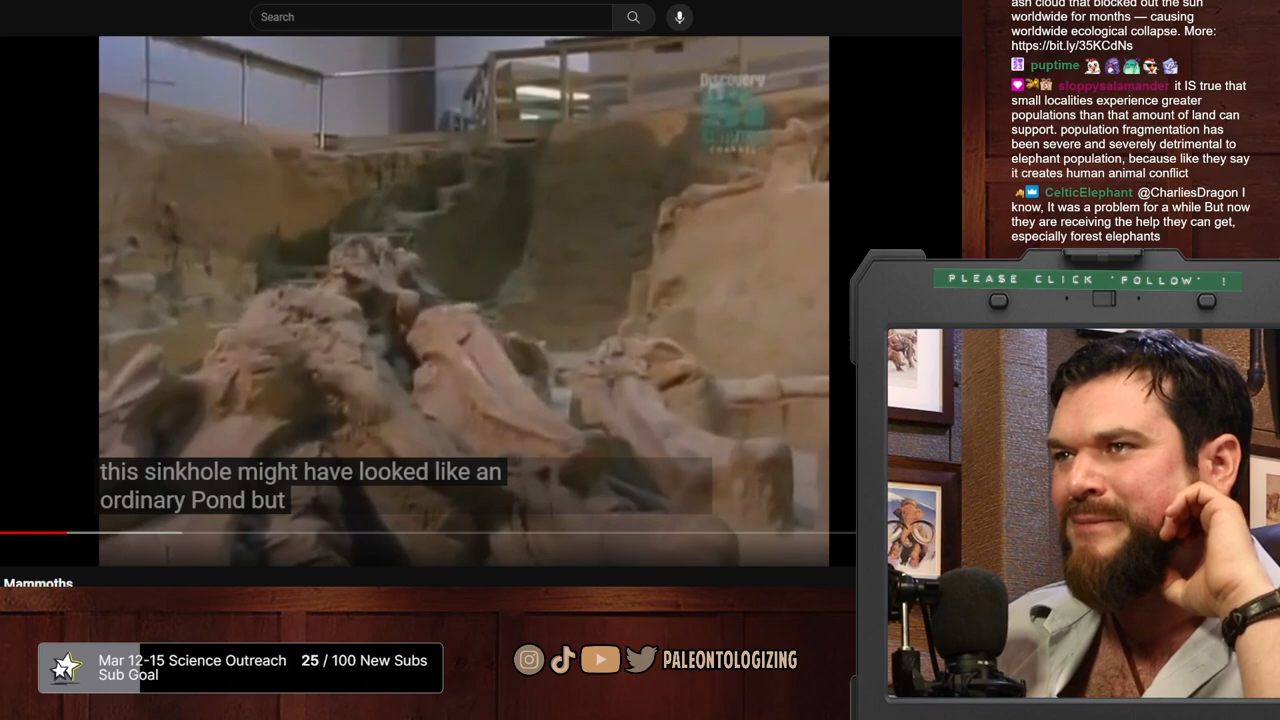 Search
ash cloud that blocked out the sun
worldwide for months — causing
worldwide ecological collapse. More:
https://bit.ly/35KCdNs
puptime
sloppysalamander it IS true that
small localities experience greater
populations than that amount of land can
support. population fragmentation has
been severe and severely detrimental to
elephant population, because like they say
it creates human animal conflict
CelticElephant @CharliesDragon I
know, It was a problem for a while But now
they are receiving the help they can get,
especially forest elephants
Discovery
CHANNEL
PLEASE CLICK 'FOLLOW' !
this sinkhole might have looked like an
ordinary Pond but
Mammoths
Mar 12-15 Science Outreach 25 / 100 New Subs
Sub Goal
PALEONTOLOGIZING